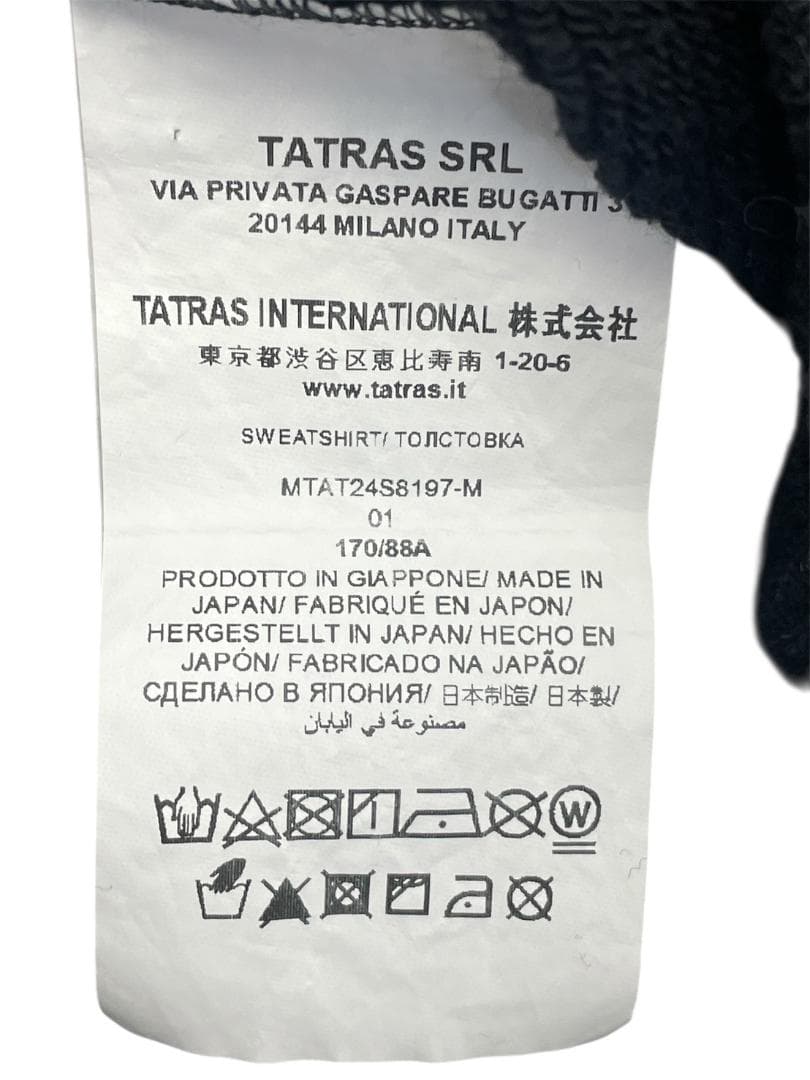 TATRAS SRL
VIA PRIVATA GASPARE BUGATTI 3
20144 MILANO ITALY
TATRAS INTERNATIONAL 株式会社
東京都渋谷区恵比寿南 1-20-6
www.tatras.it
SWEATSHIRT/ ТОЛСТОВКА
MTAT24S8197-M
01
170/88A
PRODOTTO IN GIAPPONE/ MADE IN
JAPAN/ FABRIQUÉ EN JAPON/
HERGESTELLT IN JAPAN/ HECHO EN
JAPÓN/ FABRICADO NA JAPÃO/
СДЕЛАНО В ЯПОНИЯ/ 日本制造/ 日本製/
مصنوعة في اليابان
W